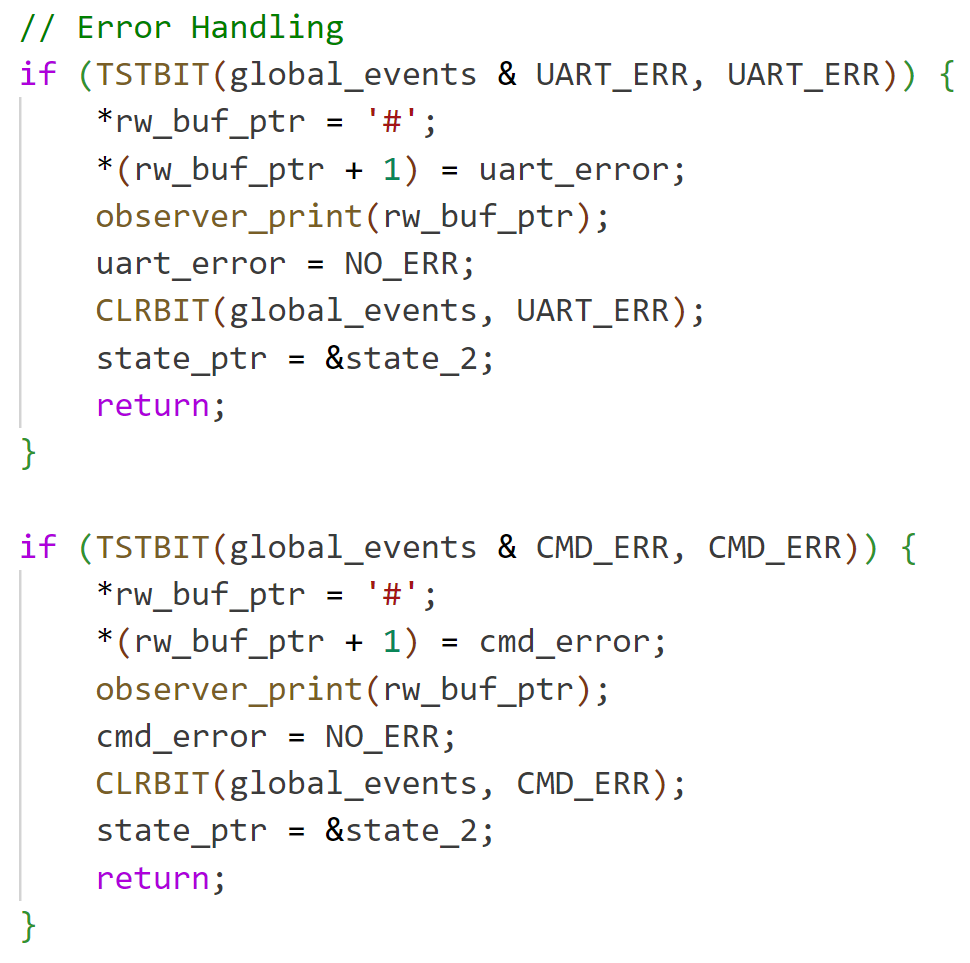 // Error Handling
if (TSTBIT(global_events & UART_ERR, UART_ERR)) {
    *rw_buf_ptr = '#';
    *(rw_buf_ptr + 1) = uart_error;
    observer_print(rw_buf_ptr);
    uart_error = NO_ERR;
    CLRBIT(global_events, UART_ERR);
    state_ptr = &state_2;
    return;
}

if (TSTBIT(global_events & CMD_ERR, CMD_ERR)) {
    *rw_buf_ptr = '#';
    *(rw_buf_ptr + 1) = cmd_error;
    observer_print(rw_buf_ptr);
    cmd_error = NO_ERR;
    CLRBIT(global_events, CMD_ERR);
    state_ptr = &state_2;
    return;
}